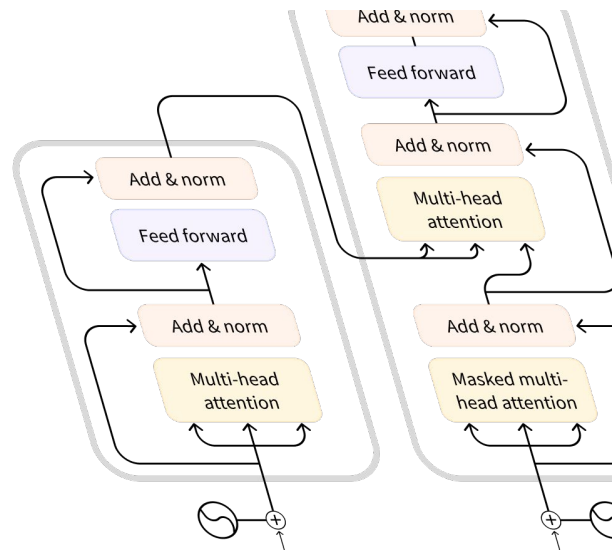 Add & norm
Feed forward
Add & norm
Multi-head
attention
Add & norm
Feed forward
Add & norm
Multi-head
attention
Add & norm
Masked multi-
head attention